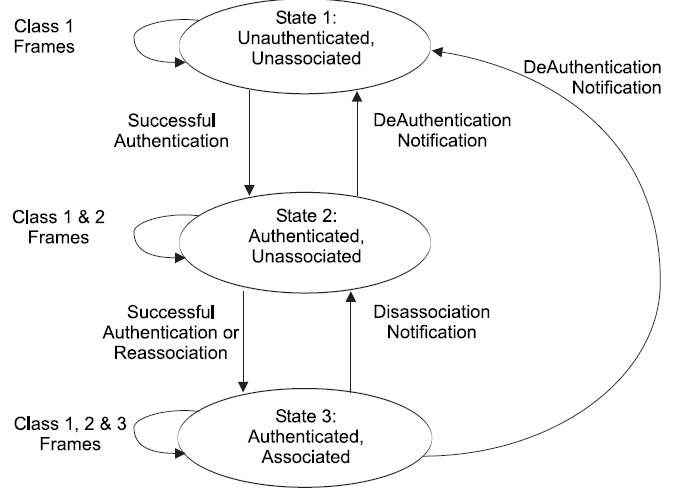 Class 1
Frames
State 1:
Unauthenticated,
Unassociated
DeAuthentication
Notification
Successful
Authentication
DeAuthentication
Notification
Class 1 & 2
Frames
State 2:
Authenticated,
Unassociated
Successful
Authentication or
Reassociation
Disassociation
Notification
Class 1, 2 & 3
Frames
State 3:
Authenticated,
Associated